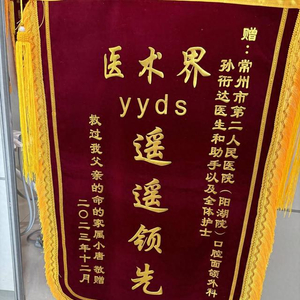 赠：常州市第二人民医院（阳湖院）口腔面颌外科
孙衍达医生和助手以及全体护士
医术界
yyds
遥遥领先
救过我父亲的命的家属小唐 敬赠
二〇二三年十二月